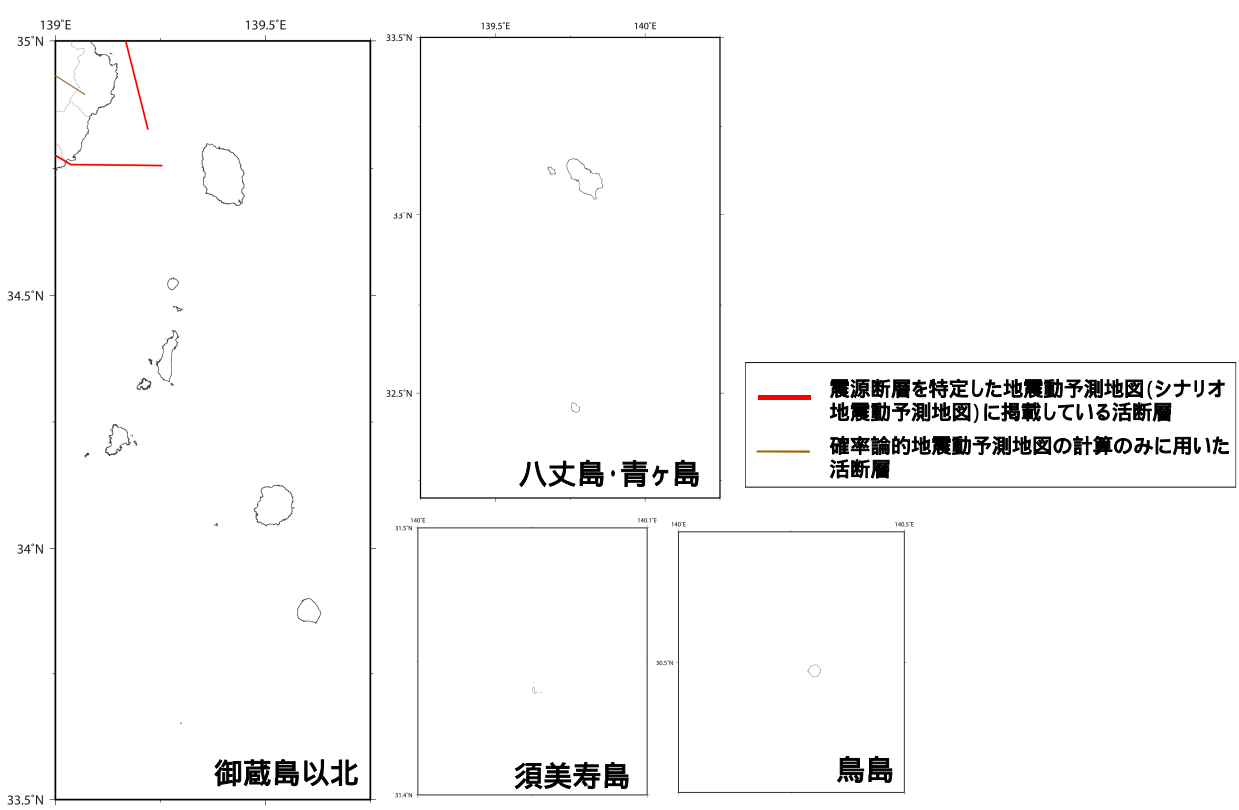 139°E 139.5°E
35°N
34.5°N
34°N
33.5°N
御蔵島以北
139.5°E 140°E
33.5°N
33°N
32.5°N
八丈島・青ヶ島
震源断層を特定した地震動予測地図(シナリオ
地震動予測地図)に掲載している活断層
確率論的地震動予測地図の計算のみに用いた
活断層
140°E 140.1°E
31.5°N
31.4°N
須美寿島
140°E 140.5°E
30.5°N
鳥島